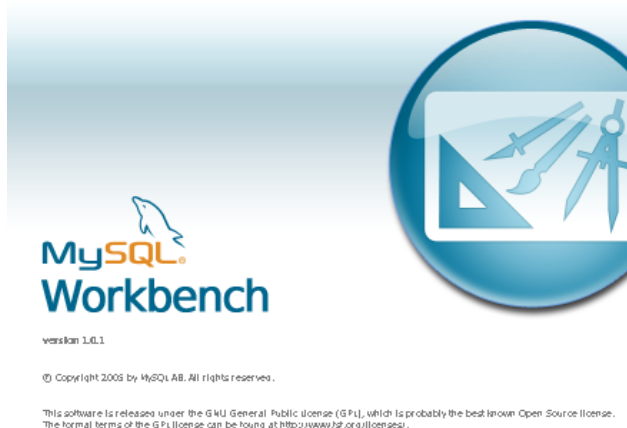 MySQL®
Workbench
version 1.0.1
© Copyright 2005 by MySQL AB. All rights reserved.
This software is released under the GNU General Public License (GPL), which is probably the best known Open Source license.
The formal terms of the GPL license can be found at http://www.fsf.org/licenses/.